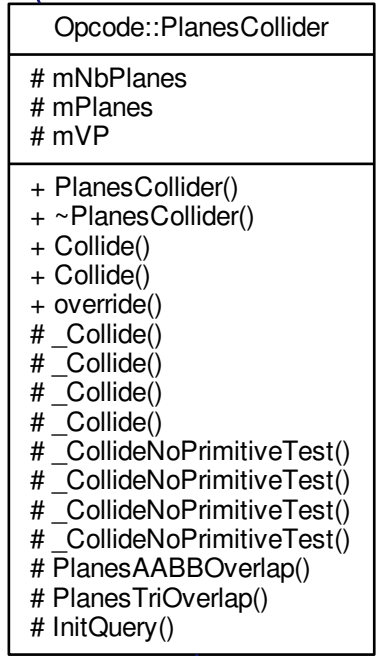 Opcode::PlanesCollider
# mNbPlanes
# mPlanes
# mVP
+ PlanesCollider()
+ ~PlanesCollider()
+ Collide()
+ Collide()
+ override()
# _Collide()
# _Collide()
# _Collide()
# _Collide()
# _CollideNoPrimitiveTest()
# _CollideNoPrimitiveTest()
# _CollideNoPrimitiveTest()
# _CollideNoPrimitiveTest()
# PlanesAABBOverlap()
# PlanesTriOverlap()
# InitQuery()